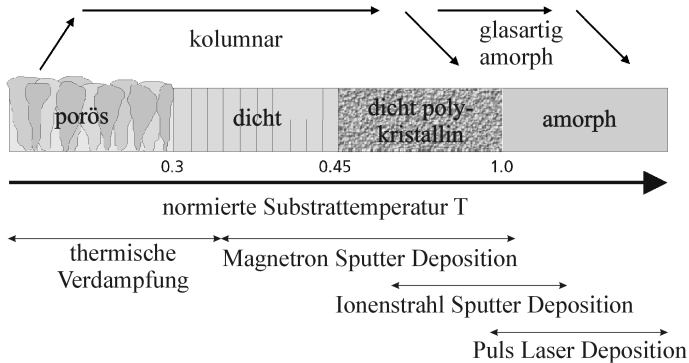 kolumnar
glasartig
amorph
porös
dicht
dicht poly-
kristallin
amorph
0.3
0.45
1.0
normierte Substrattemperatur T
thermische
Verdampfung
Magnetron Sputter Deposition
Ionenstrahl Sputter Deposition
Puls Laser Deposition